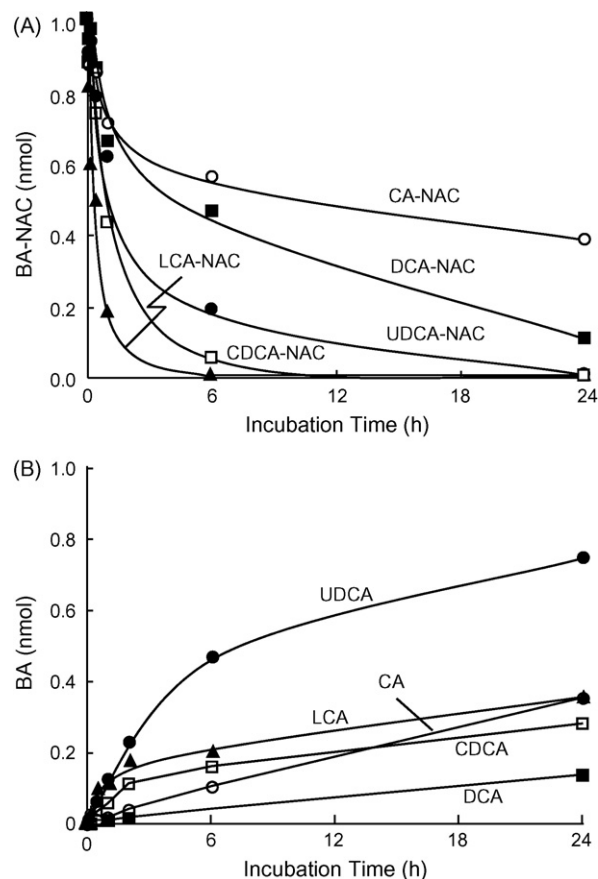 (A)
1.0
0.8
0.6
0.4
0.2
0.0
BA-NAC (nmol)
CA-NAC
LCA-NAC
DCA-NAC
UDCA-NAC
CDCA-NAC
0 6 12 18 24
Incubation Time (h)
(B)
1.0
0.8
0.6
0.4
0.2
0
BA (nmol)
UDCA
CA
LCA
CDCA
DCA
0 6 12 18 24
Incubation Time (h)